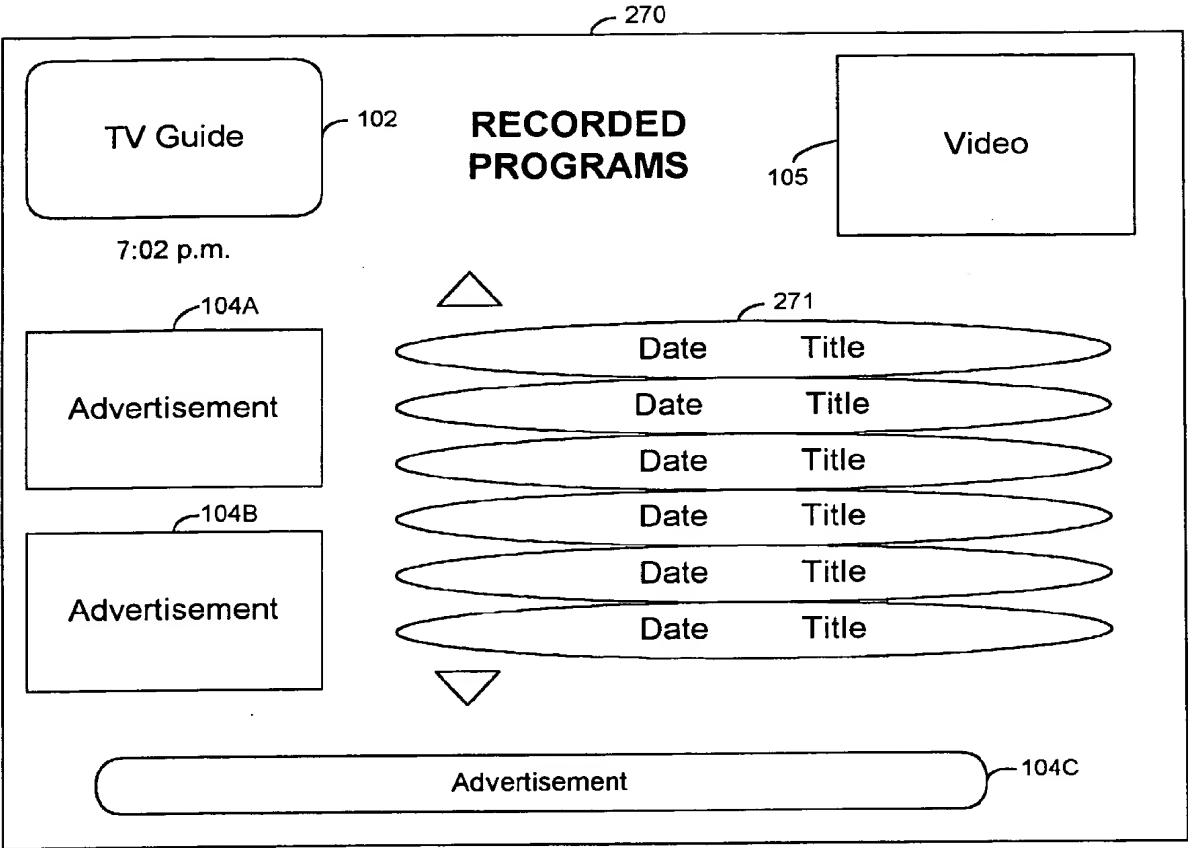 270
TV Guide
102
RECORDED
PROGRAMS
105
Video
7:02 p.m.
104A
Advertisement
271
Date Title
Date Title
Date Title
Date Title
Date Title
Date Title
104B
Advertisement
Advertisement
104C